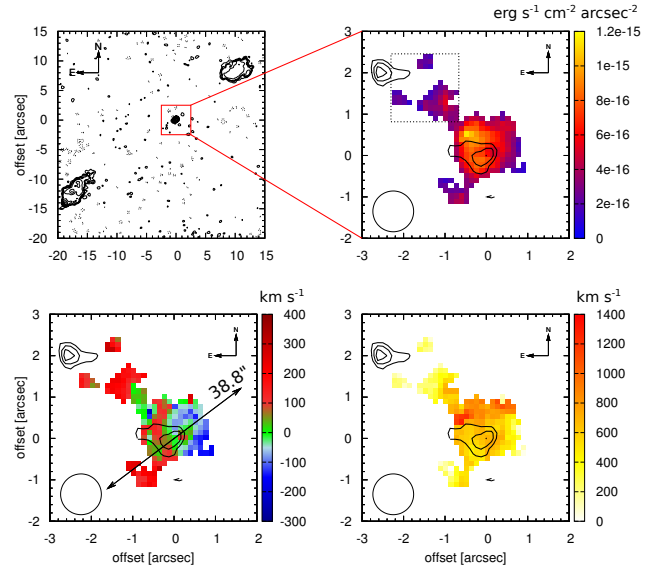 erg s⁻¹ cm⁻² arcsec⁻²
15
10
5
0
-5
-10
-15
-20
offset [arcsec]
N
E
-20 -15 -10 -5 0 5 10 15
3
2
1
0
-1
-2
N
E
-3 -2 -1 0 1 2
1.2e-15
1e-15
8e-16
6e-16
4e-16
2e-16
0
km s⁻¹
3
2
1
0
-1
-2
offset [arcsec]
N
E
38.8"
-3 -2 -1 0 1 2
offset [arcsec]
400
300
200
100
0
-100
-200
-300
km s⁻¹
3
2
1
0
-1
-2
N
E
-3 -2 -1 0 1 2
offset [arcsec]
1400
1200
1000
800
600
400
200
0